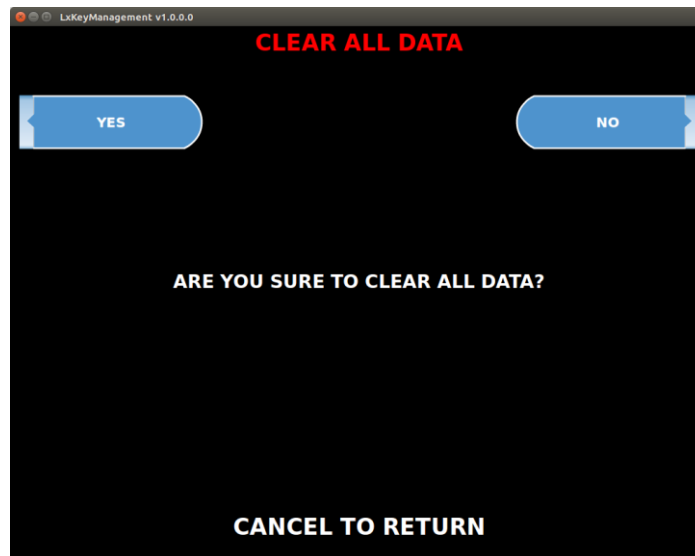 LxKeyManagement v1.0.0.0
CLEAR ALL DATA
YES
NO
ARE YOU SURE TO CLEAR ALL DATA?
CANCEL TO RETURN